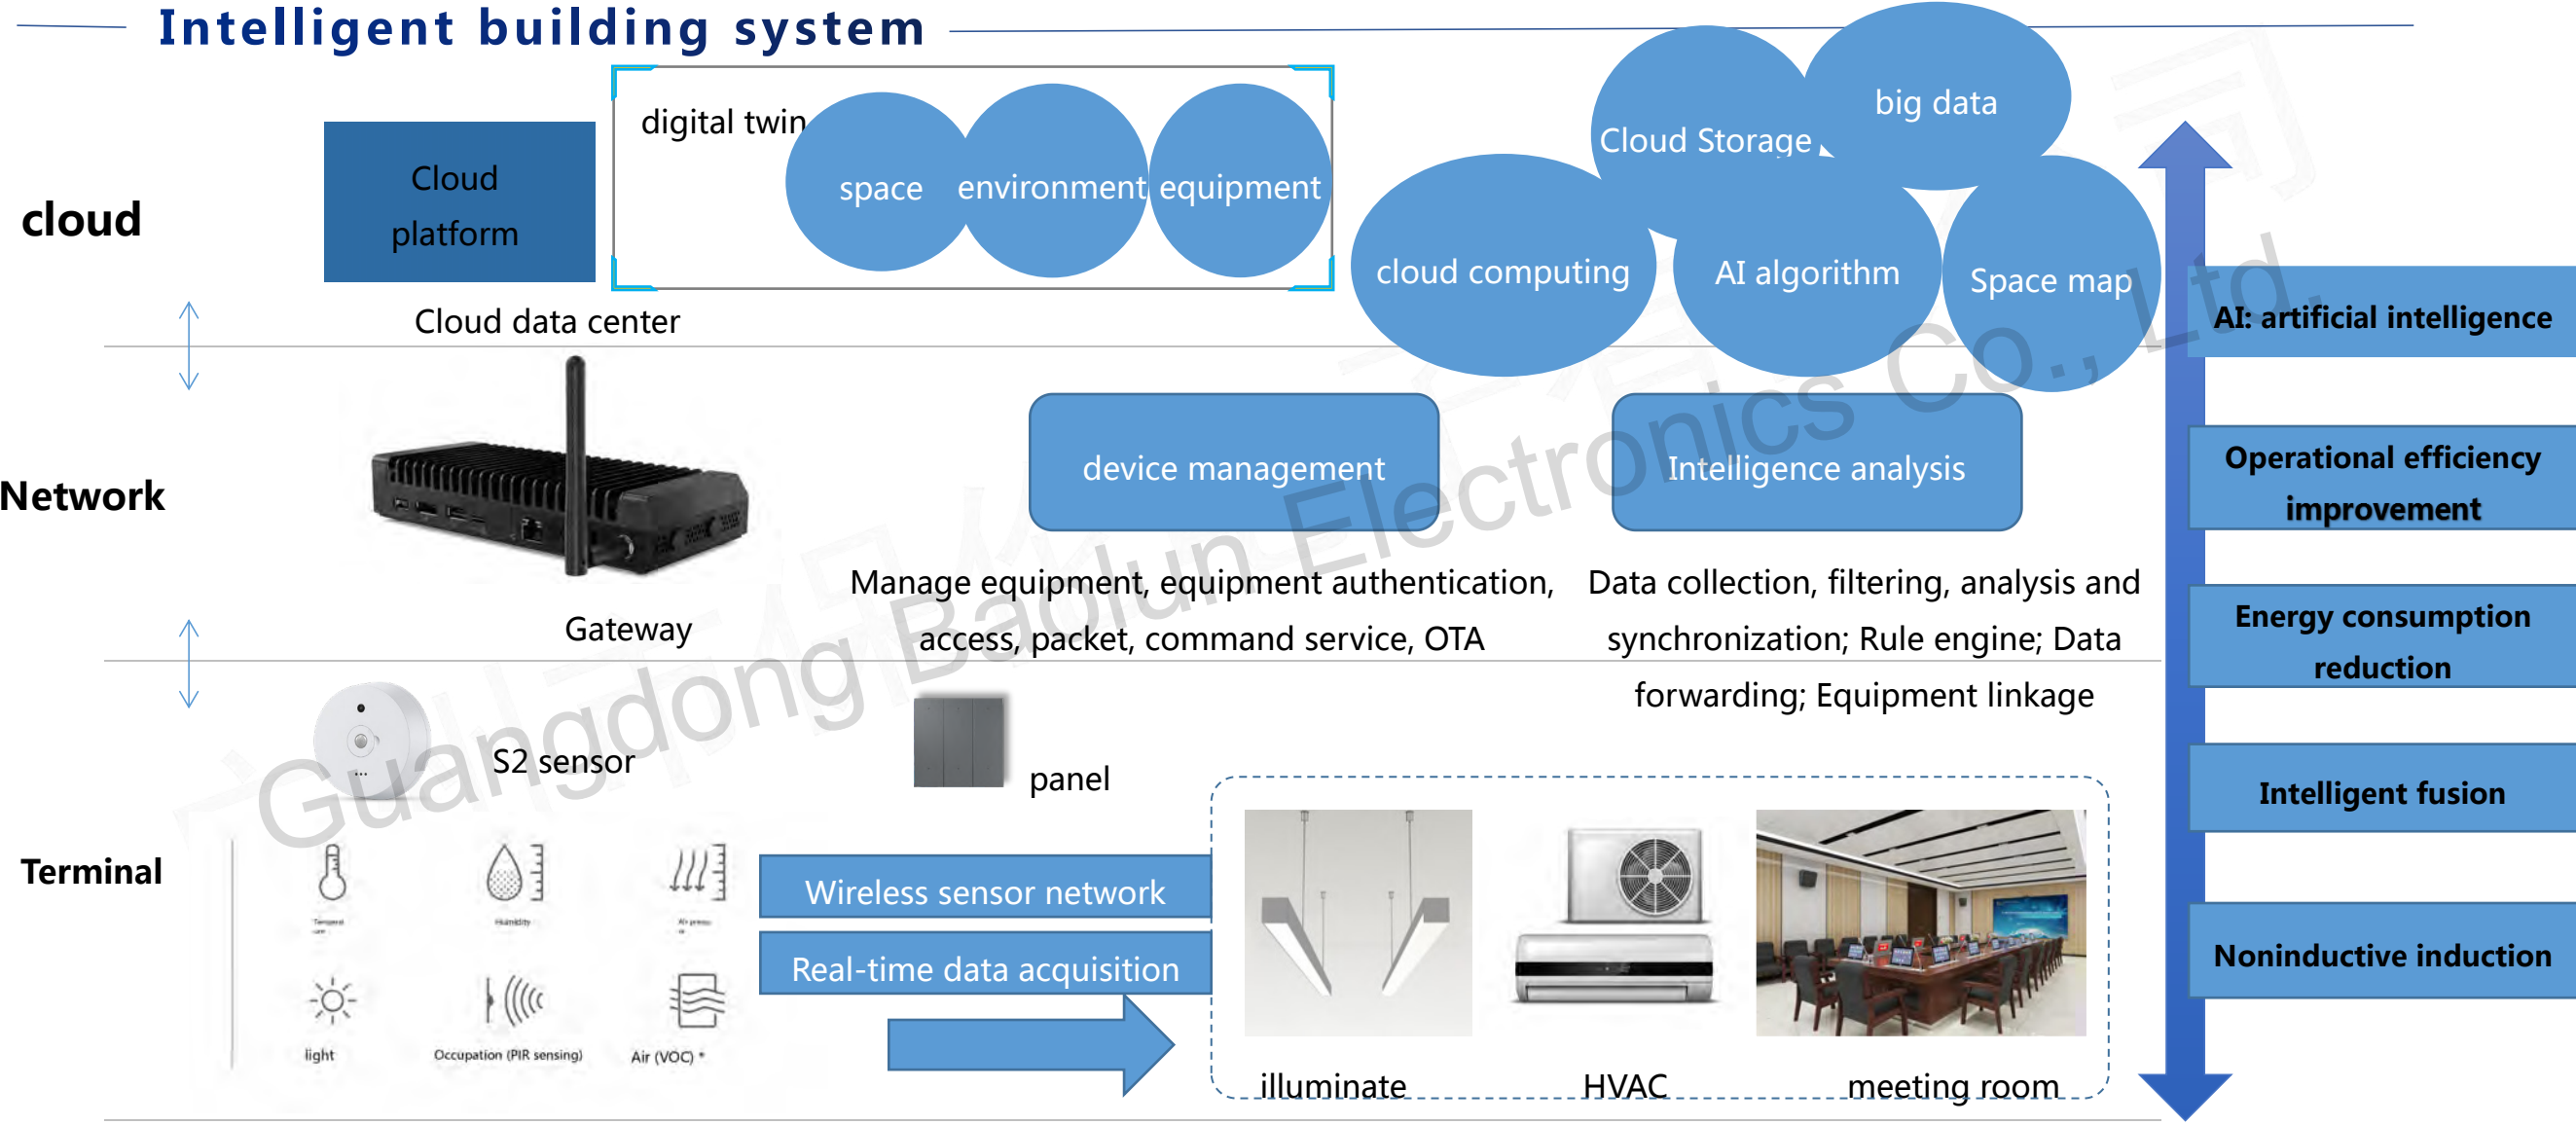 Intelligent building system
digital twin
space
environment
equipment
Cloud
platform
Cloud data center
Cloud Storage
big data
cloud computing
AI algorithm
Space map
cloud
AI: artificial intelligence
Network
Gateway
device management
Intelligence analysis
Manage equipment, equipment authentication,
access, packet, command service, OTA
Data collection, filtering, analysis and
synchronization; Rule engine; Data
forwarding; Equipment linkage
Operational efficiency
improvement
Energy consumption
reduction
Intelligent fusion
Noninductive induction
S2 sensor
panel
Terminal
Humidity
light
Occupation (PIR sensing)
Air (VOC) *
Wireless sensor network
Real-time data acquisition
illuminate
HVAC
meeting room
Guangdong Baolun Electronics Co., Ltd.